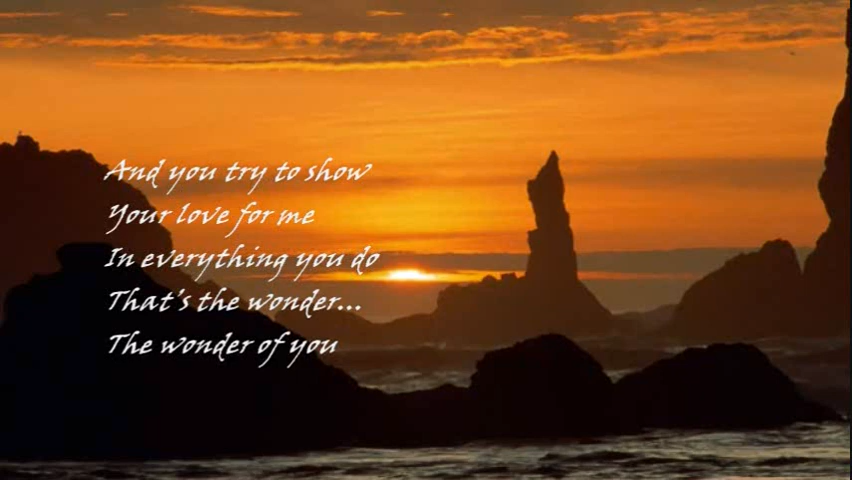 And you try to show
Your love for me
In everything you do
That's the wonder...
The wonder of you